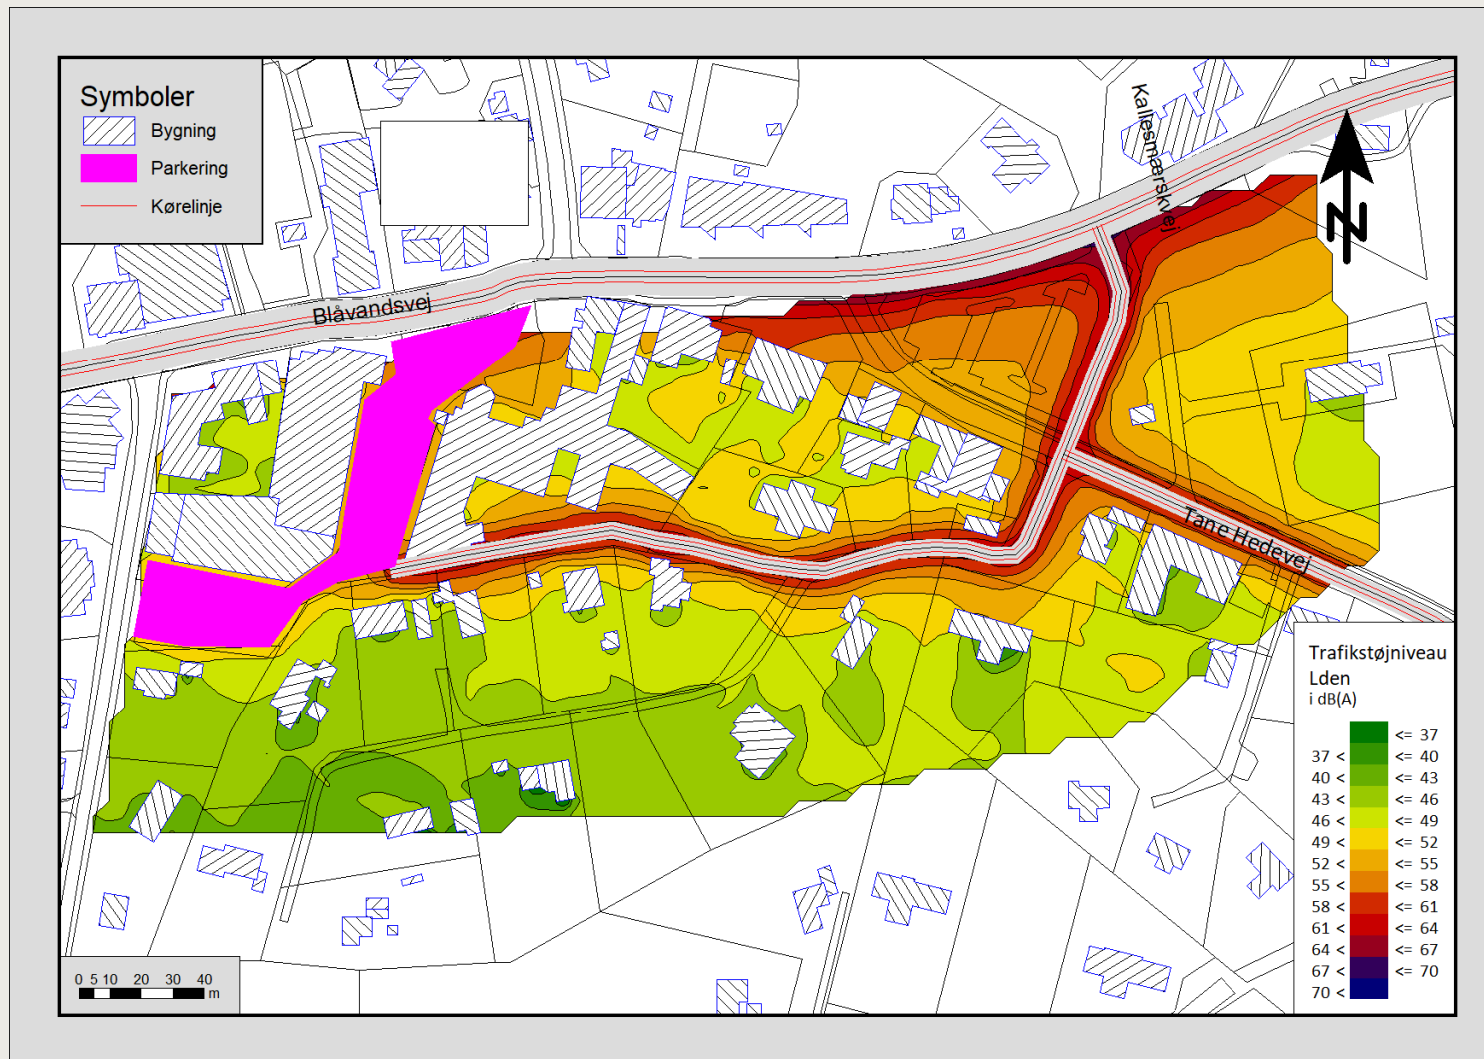 Symboler
Bygning
Parkering
Kørelinje
Kallesmærskvej
N
Blåvandsvej
Tane Hedevej
Trafikstøjniveau
Lden
i dB(A)
<= 37
37 < <= 40
40 < <= 43
43 < <= 46
46 < <= 49
49 < <= 52
52 < <= 55
55 < <= 58
58 < <= 61
61 < <= 64
64 < <= 67
67 < <= 70
70 <
0 5 10 20 30 40
m